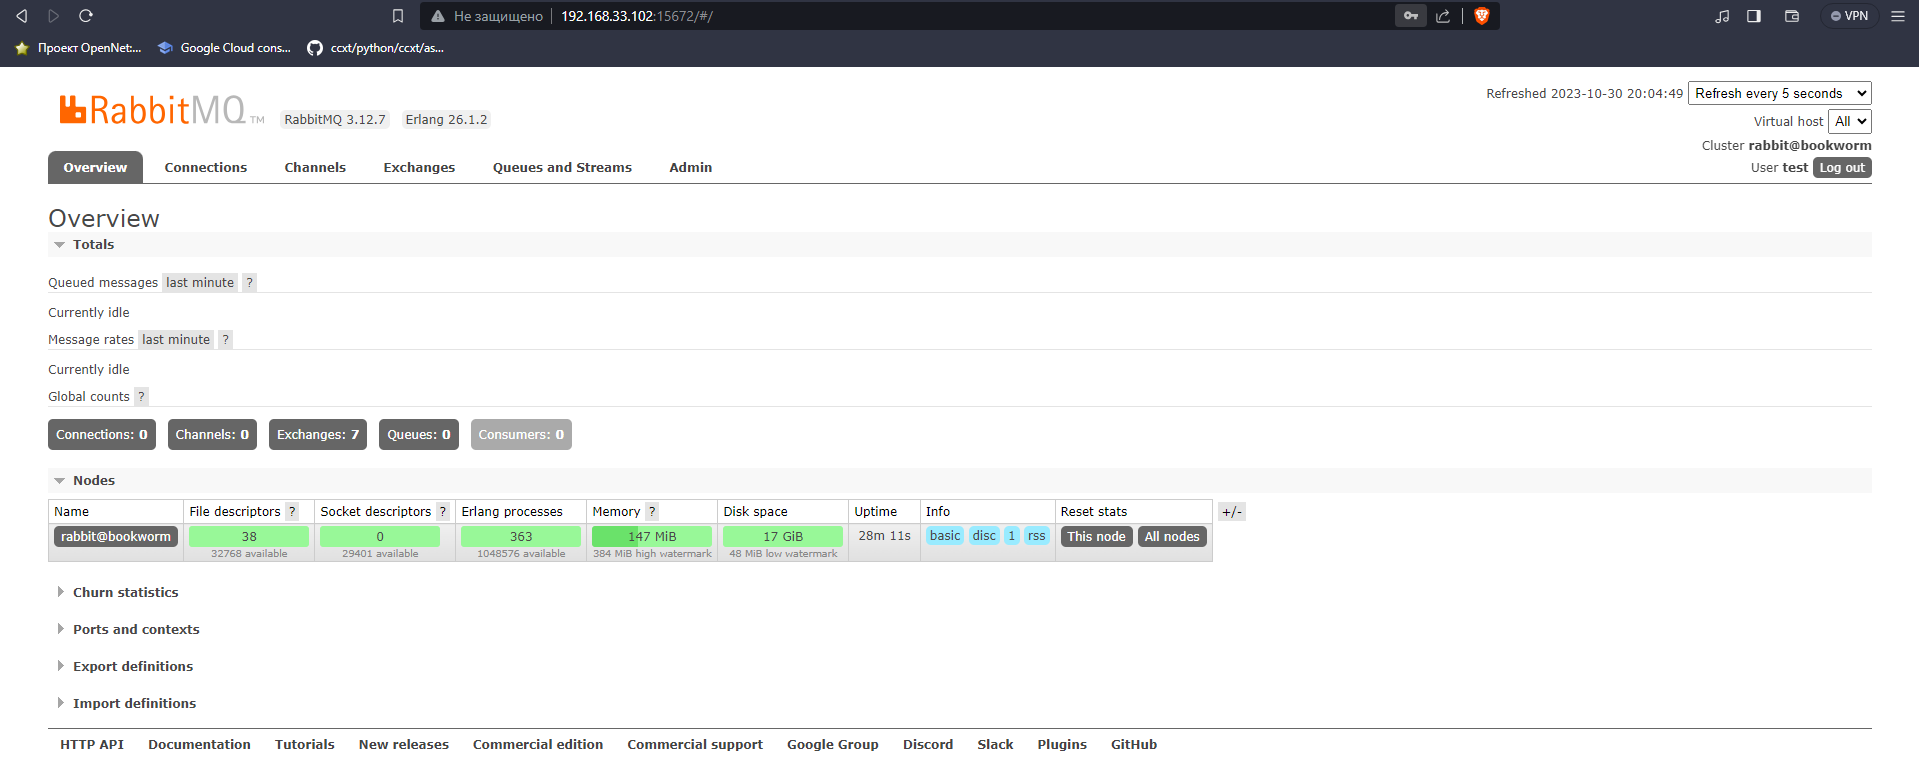 Не защищено 192.168.33.102:15672/#/ VPN
Проект OpenNet:... Google Cloud cons... ccxt/python/ccxt/as...
Refreshed 2023-10-30 20:04:49 Refresh every 5 seconds
RabbitMQ TM RabbitMQ 3.12.7 Erlang 26.1.2
Virtual host All
Cluster rabbit@bookworm
User test Log out
Overview Connections Channels Exchanges Queues and Streams Admin
Overview
Totals
Queued messages last minute ?
Currently idle
Message rates last minute ?
Currently idle
Global counts ?
Connections: 0 Channels: 0 Exchanges: 7 Queues: 0 Consumers: 0
Nodes
Name File descriptors ? Socket descriptors ? Erlang processes Memory ? Disk space Uptime Info Reset stats +/-
rabbit@bookworm 38 0 363 147 MiB 17 GiB 28m 11s basic disc 1 rss This node All nodes
32768 available 29401 available 1048576 available 384 MiB high watermark 48 MiB low watermark
Churn statistics
Ports and contexts
Export definitions
Import definitions
HTTP API Documentation Tutorials New releases Commercial edition Commercial support Google Group Discord Slack Plugins GitHub